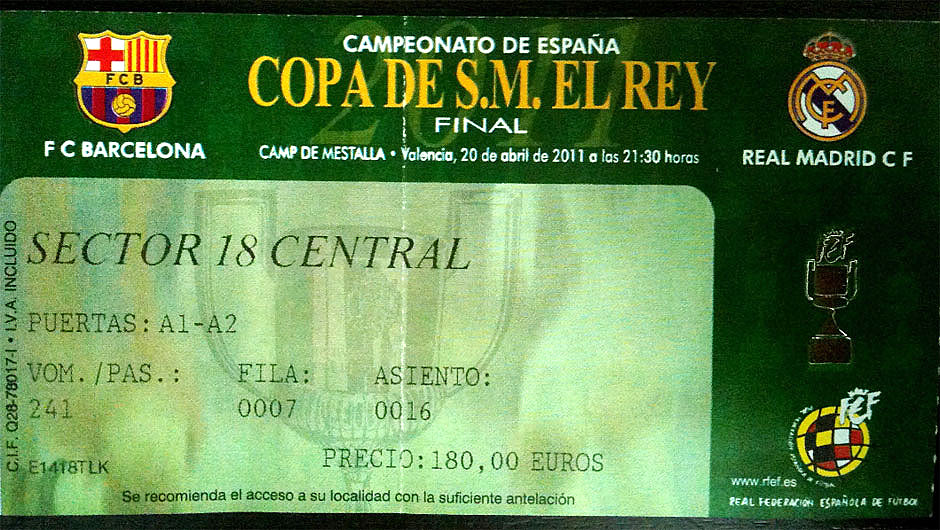 CAMPEONATO DE ESPAÑA
2011
COPA DE S.M. EL REY
FINAL
CAMP DE MESTALLA • Valencia, 20 de abril de 2011 a las 21:30 horas
FCB
F C BARCELONA
REAL MADRID C F
SECTOR 18 CENTRAL
PUERTAS: A1-A2
VOM./PAS.: FILA: ASIENTO:
241 0007 0016
PRECIO: 180,00 EUROS
E1418TLK
Se recomienda el acceso a su localidad con la suficiente antelación
C.I.F. Q28-78017-I • I.V.A. INCLUIDO
FEF
FEF
www.rfef.es
REAL FEDERACIÓN ESPAÑOLA DE FÚTBOL